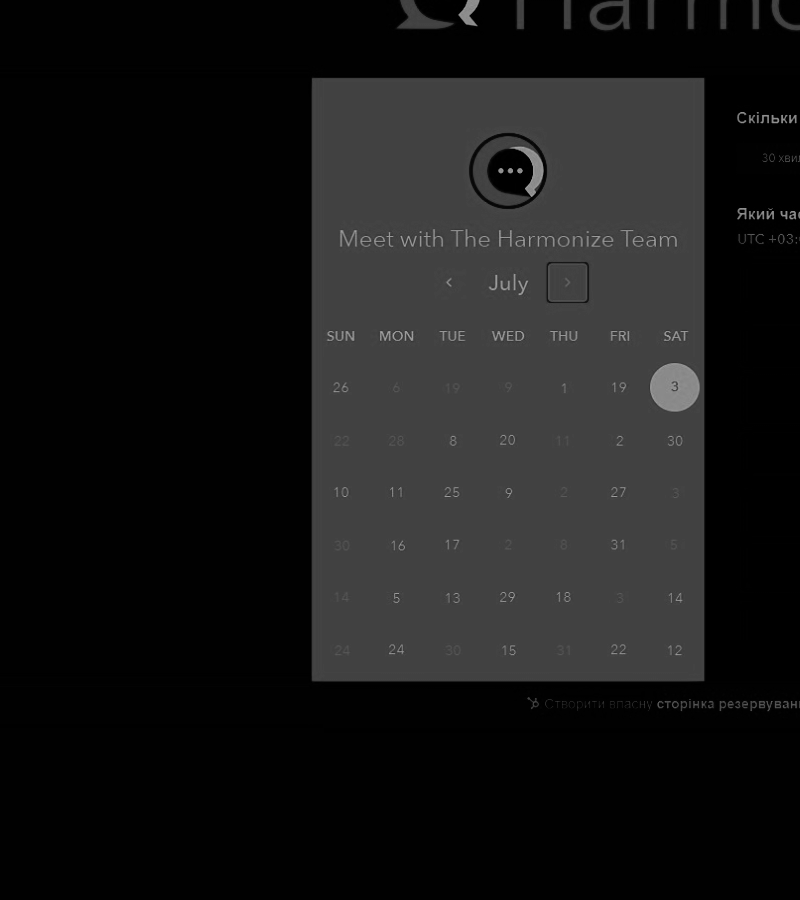 Harmo
Скільки
30 хви
Meet with The Harmonize Team
Який ча
UTC +03:
July
SUN MON TUE WED THU FRI SAT
26 6 19 9 1 19 3
22 28 8 20 11 2 30
10 11 25 9 2 27 3
30 16 17 2 8 31 5
14 5 13 29 18 3 14
24 24 30 15 31 22 12
Створити власну сторінка резервуван